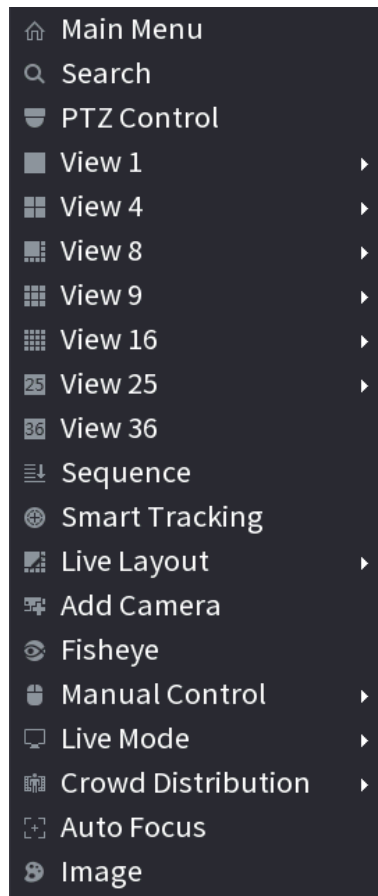 Main Menu
Search
PTZ Control
View 1
View 4
View 8
View 9
View 16
25 View 25
36 View 36
Sequence
Smart Tracking
Live Layout
Add Camera
Fisheye
Manual Control
Live Mode
Crowd Distribution
Auto Focus
Image